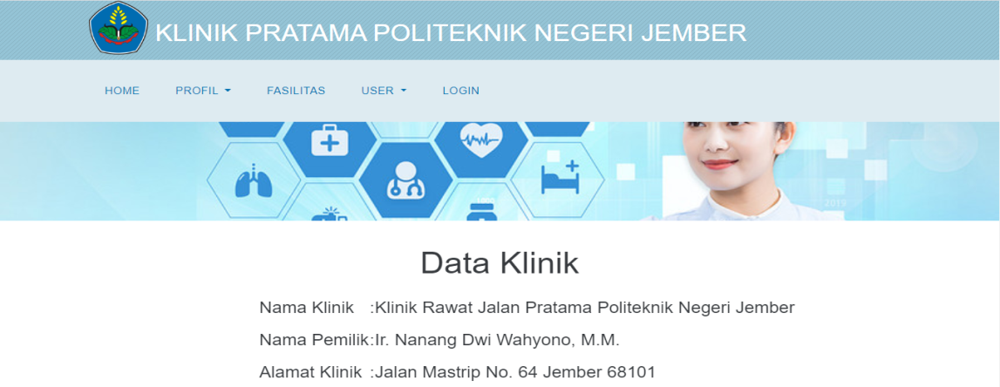 KLINIK PRATAMA POLITEKNIK NEGERI JEMBER
HOME PROFIL FASILITAS USER LOGIN
2019
Data Klinik
Nama Klinik :Klinik Rawat Jalan Pratama Politeknik Negeri Jember
Nama Pemilik:Ir. Nanang Dwi Wahyono, M.M.
Alamat Klinik :Jalan Mastrip No. 64 Jember 68101